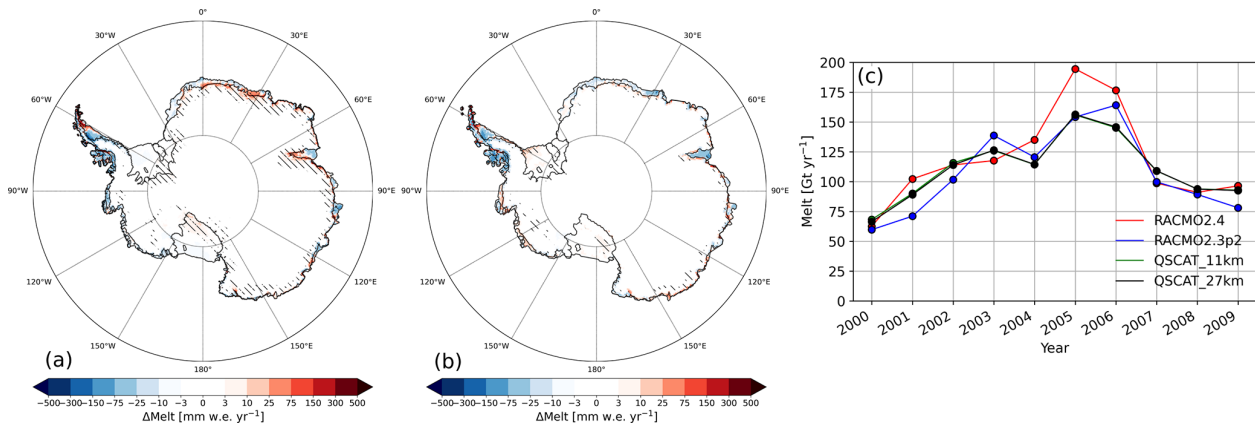 0°
30°W
30°E
60°W
60°E
90°W
90°E
120°W
120°E
150°W
150°E
180°
(a)
−500−300−150 −75 −25 −10 −3 0 3 10 25 75 150 300 500
ΔMelt [mm w.e. yr⁻¹]
0°
30°W
30°E
60°W
60°E
90°W
90°E
120°W
120°E
150°W
150°E
180°
(b)
−500−300−150 −75 −25 −10 −3 0 3 10 25 75 150 300 500
ΔMelt [mm w.e. yr⁻¹]
(c)
Melt [Gt yr⁻¹]
200
175
150
125
100
75
50
25
0
RACMO2.4
RACMO2.3p2
QSCAT_11km
QSCAT_27km
2000 2001 2002 2003 2004 2005 2006 2007 2008 2009
Year